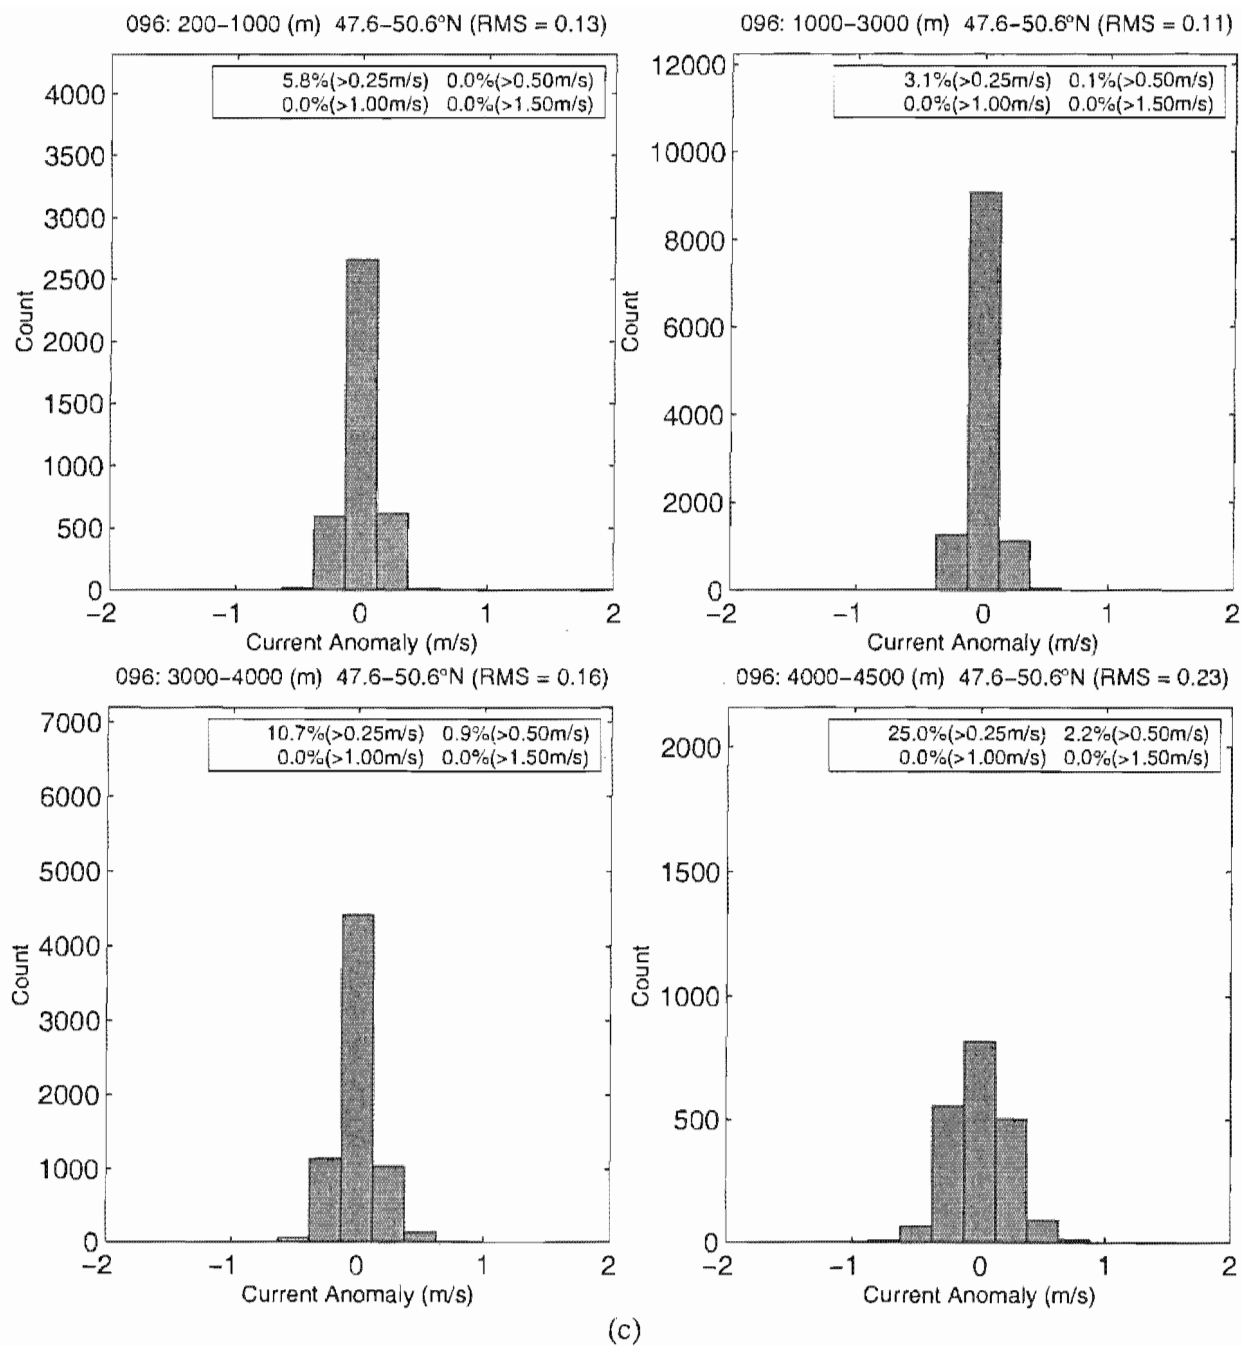 096: 200−1000 (m) 47.6−50.6°N (RMS = 0.13)
5.8%(>0.25m/s) 0.0%(>0.50m/s)
0.0%(>1.00m/s) 0.0%(>1.50m/s)
4000
3500
3000
2500
2000
1500
1000
500
0
Count
−2 −1 0 1 2
Current Anomaly (m/s)
096: 1000−3000 (m) 47.6−50.6°N (RMS = 0.11)
3.1%(>0.25m/s) 0.1%(>0.50m/s)
0.0%(>1.00m/s) 0.0%(>1.50m/s)
12000
10000
8000
6000
4000
2000
0
Count
−2 −1 0 1 2
Current Anomaly (m/s)
096: 3000−4000 (m) 47.6−50.6°N (RMS = 0.16)
10.7%(>0.25m/s) 0.9%(>0.50m/s)
0.0%(>1.00m/s) 0.0%(>1.50m/s)
7000
6000
5000
4000
3000
2000
1000
0
Count
−2 −1 0 1 2
Current Anomaly (m/s)
096: 4000−4500 (m) 47.6−50.6°N (RMS = 0.23)
25.0%(>0.25m/s) 2.2%(>0.50m/s)
0.0%(>1.00m/s) 0.0%(>1.50m/s)
2000
1500
1000
500
0
Count
−2 −1 0 1 2
Current Anomaly (m/s)
(c)